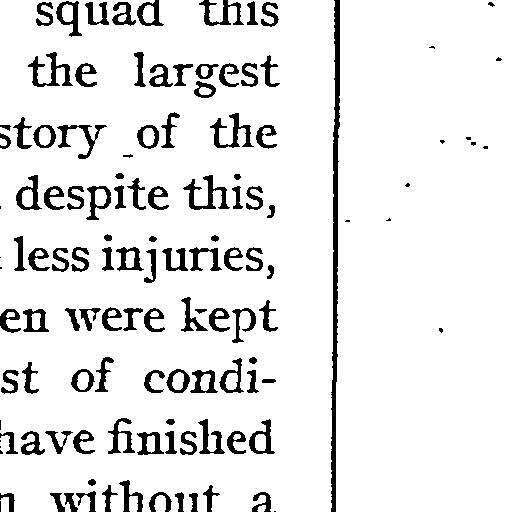 squad this
the largest
story of the
despite this,
less injuries,
en were kept
st of condi-
have finished
n without a